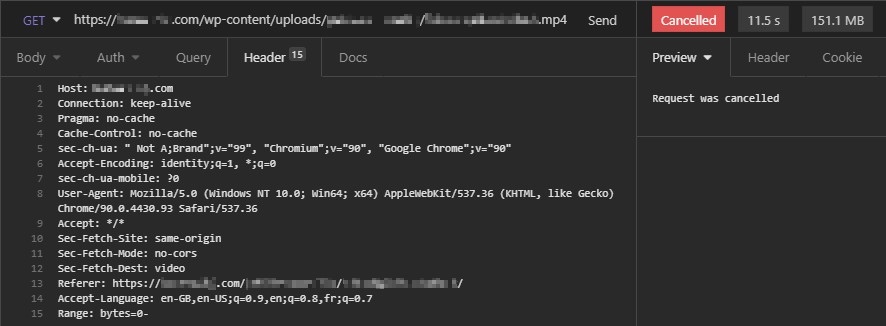 GET https:// .com/wp-content/uploads/ / .mp4 Send Cancelled 11.5 s 151.1 MB
Body Auth Query Header 15 Docs Preview Header Cookie
1 Host: .com
2 Connection: keep-alive
3 Pragma: no-cache
4 Cache-Control: no-cache
5 sec-ch-ua: " Not A;Brand";v="99", "Chromium";v="90", "Google Chrome";v="90"
6 Accept-Encoding: identity;q=1, *;q=0
7 sec-ch-ua-mobile: ?0
8 User-Agent: Mozilla/5.0 (Windows NT 10.0; Win64; x64) AppleWebKit/537.36 (KHTML, like Gecko)
Chrome/90.0.4430.93 Safari/537.36
9 Accept: */*
10 Sec-Fetch-Site: same-origin
11 Sec-Fetch-Mode: no-cors
12 Sec-Fetch-Dest: video
13 Referer: https:// .com/ / /
14 Accept-Language: en-GB,en-US;q=0.9,en;q=0.8,fr;q=0.7
15 Range: bytes=0-
Request was cancelled